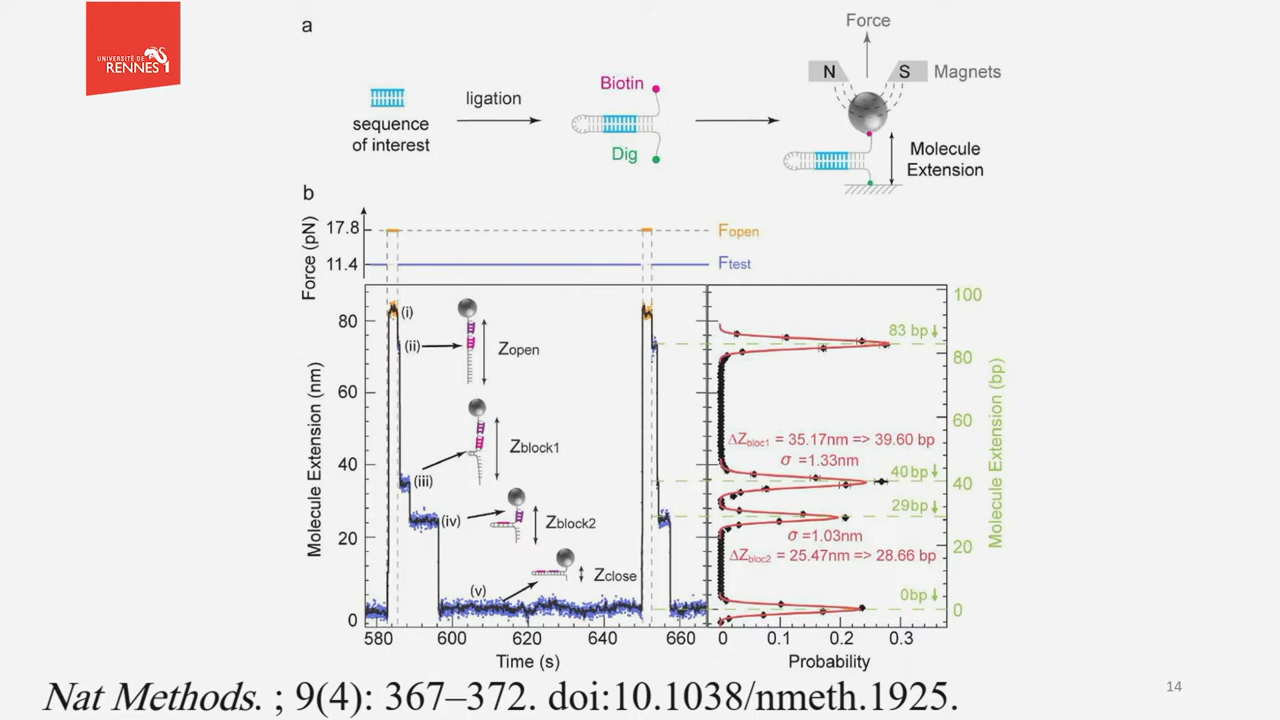 UNIVERSITÉ DE
RENNES 1
a
sequence
of interest
ligation
Biotin
Dig
Force
N
S
Magnets
Molecule
Extension
b
Force (pN)
17.8
11.4
Fopen
Ftest
Molecule Extension (nm)
80
60
40
20
0
(i)
(ii)
Zopen
(iii)
Zblock1
(iv)
Zblock2
(v)
Zclose
580
600
620
640
660
Time (s)
83 bp
ΔZbloc1 = 35.17nm => 39.60 bp
σ =1.33nm
40bp
29bp
σ =1.03nm
ΔZbloc2 = 25.47nm => 28.66 bp
0bp
0
0.1
0.2
0.3
Probability
100
80
60
40
20
0
Molecule Extension (bp)
Nat Methods. ; 9(4): 367–372. doi:10.1038/nmeth.1925.
14